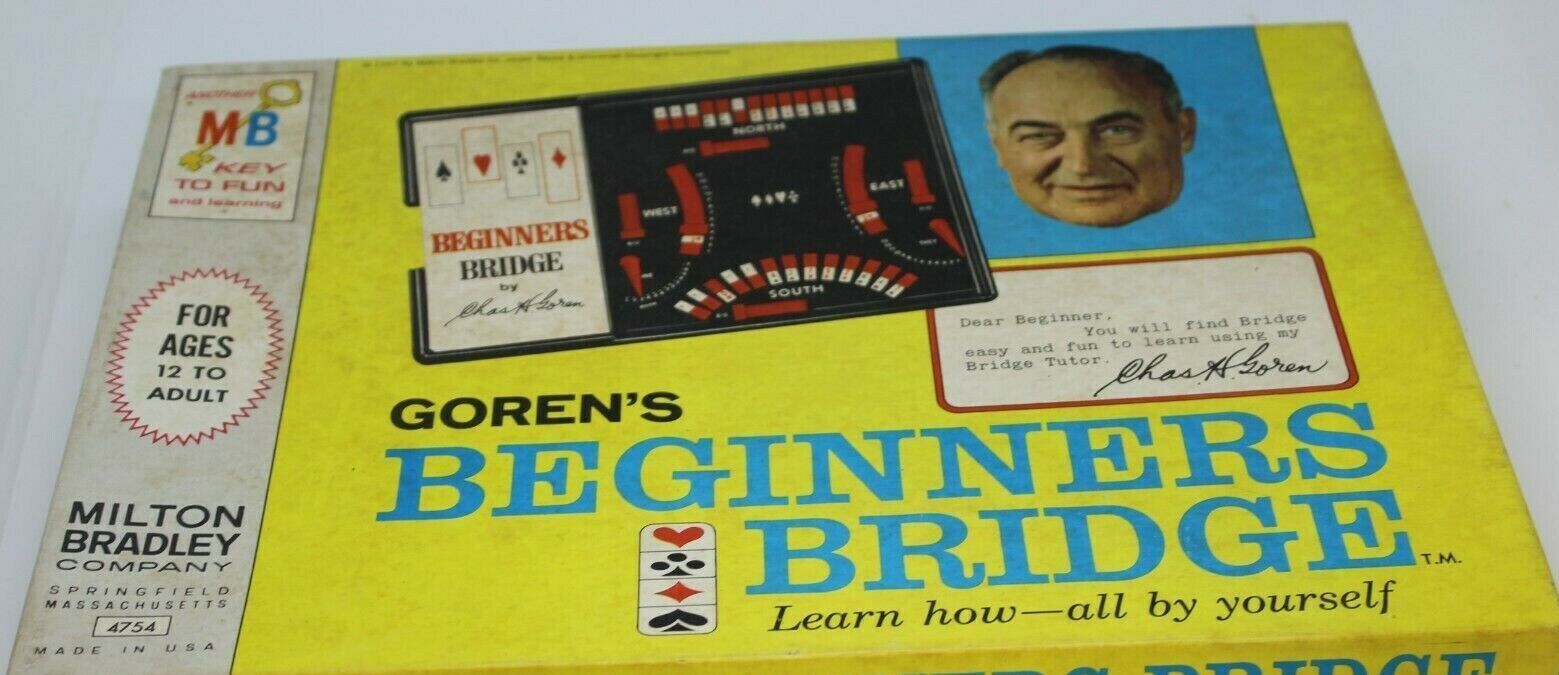 ANOTHER
MB
KEY
TO FUN
and learning
FOR
AGES
12 TO
ADULT
MILTON
BRADLEY
COMPANY
SPRINGFIELD
MASSACHUSETTS
4754
MADE IN USA
BEGINNERS
BRIDGE
by
Chas H Goren
NORTH
WEST
EAST
SOUTH
Dear Beginner,
You will find Bridge
easy and fun to learn using my
Bridge Tutor.
Chas. H. Goren
GOREN'S
BEGINNERS
BRIDGE
T.M.
Learn how—all by yourself
BRIDGE